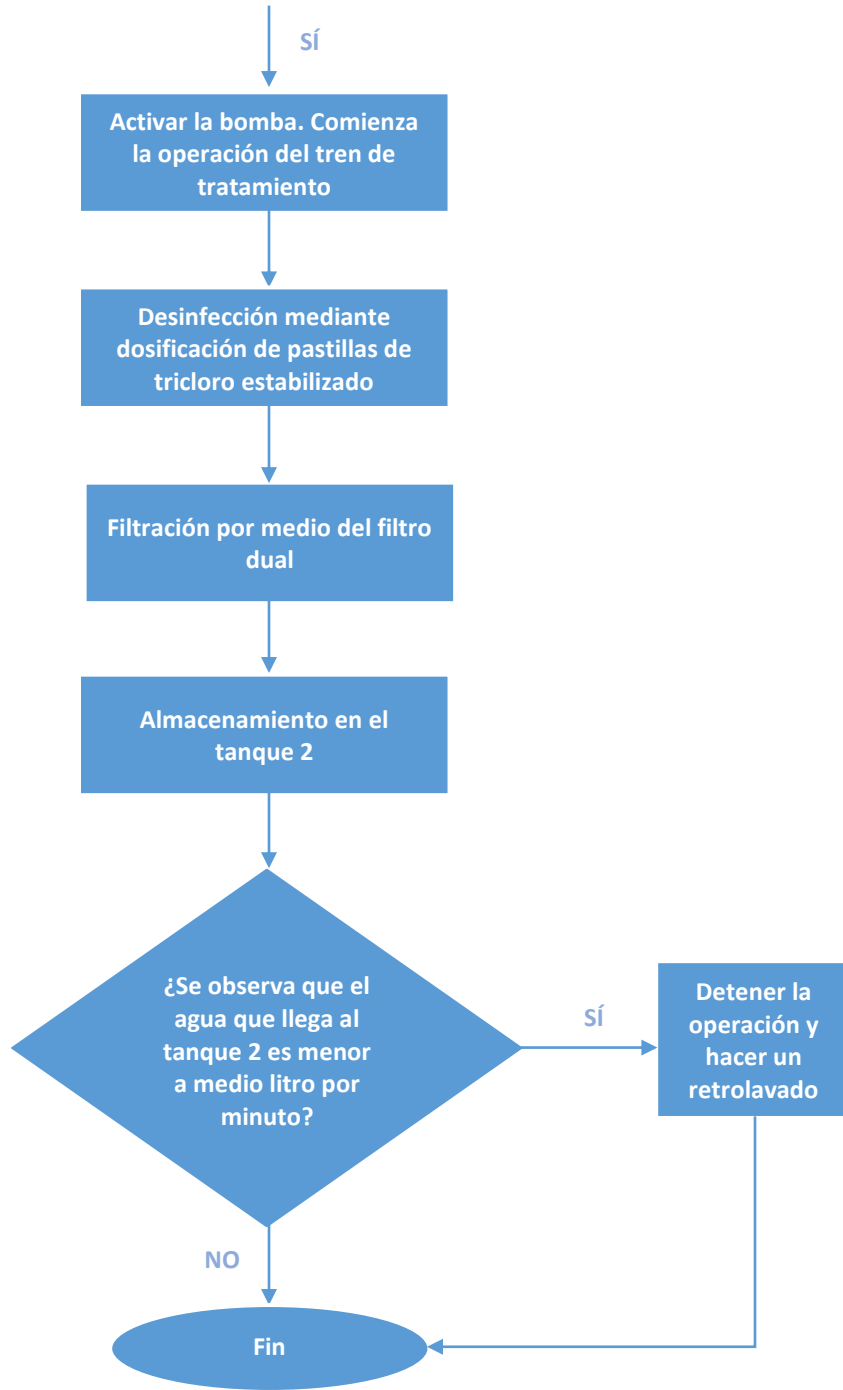 SÍ
Activar la bomba. Comienza
la operación del tren de
tratamiento
Desinfección mediante
dosificación de pastillas de
tricloro estabilizado
Filtración por medio del filtro
dual
Almacenamiento en el
tanque 2
¿Se observa que el
agua que llega al
tanque 2 es menor
a medio litro por
minuto?
SÍ
Detener la
operación y
hacer un
retrolavado
NO
Fin